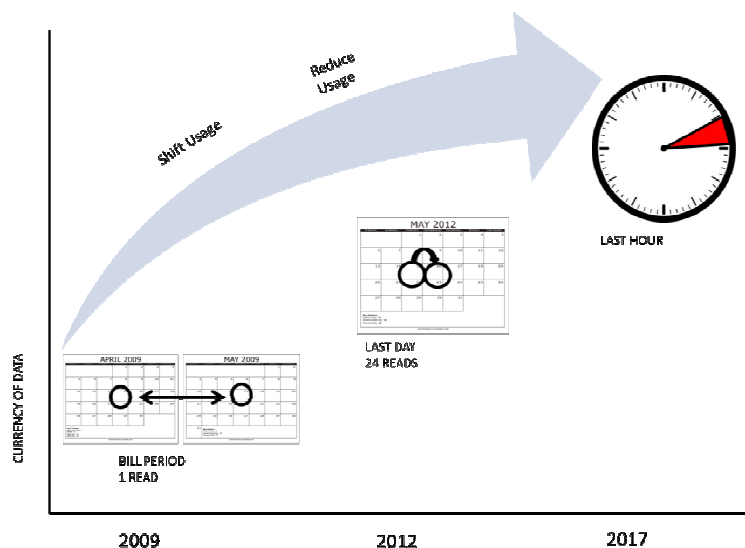 Reduce
Usage
Shift Usage
LAST HOUR
MAY 2012
LAST DAY
24 READS
APRIL 2009
MAY 2009
BILL PERIOD
1 READ
CURRENCY OF DATA
2009
2012
2017